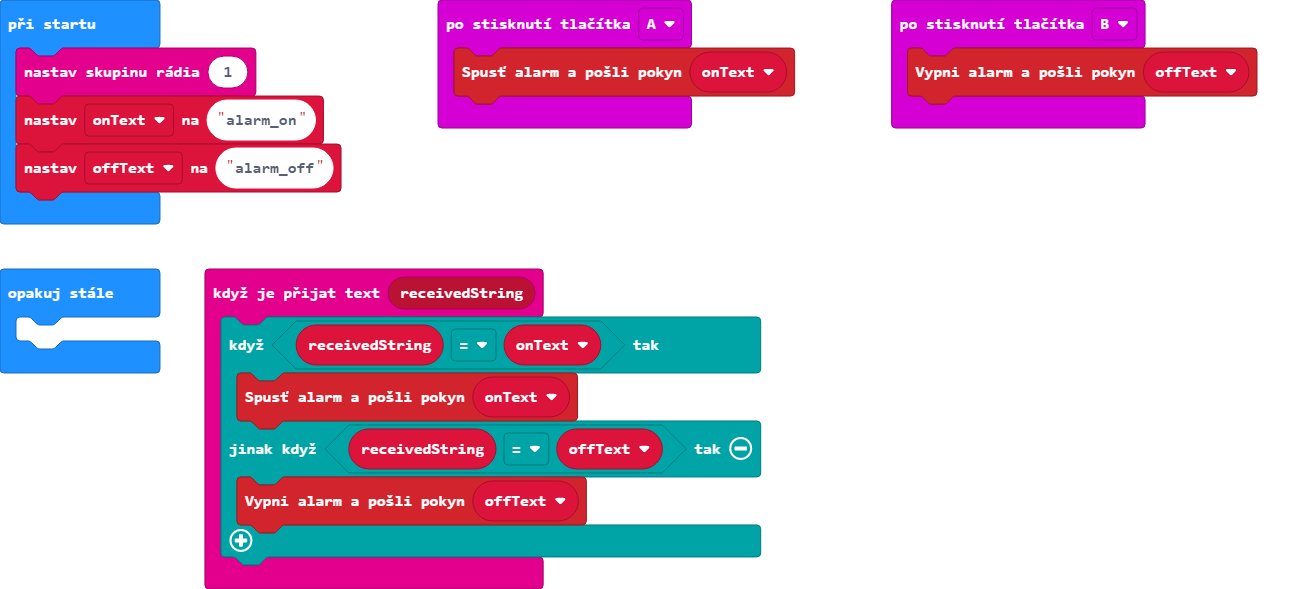 při startu
nastav skupinu rádia 1
nastav onText na "alarm_on"
nastav offText na "alarm_off"
po stisknutí tlačítka A
Spusť alarm a pošli pokyn onText
po stisknutí tlačítka B
Vypni alarm a pošli pokyn offText
opakuj stále
když je přijat text receivedString
když receivedString = onText tak
Spusť alarm a pošli pokyn onText
jinak když receivedString = offText tak
Vypni alarm a pošli pokyn offText